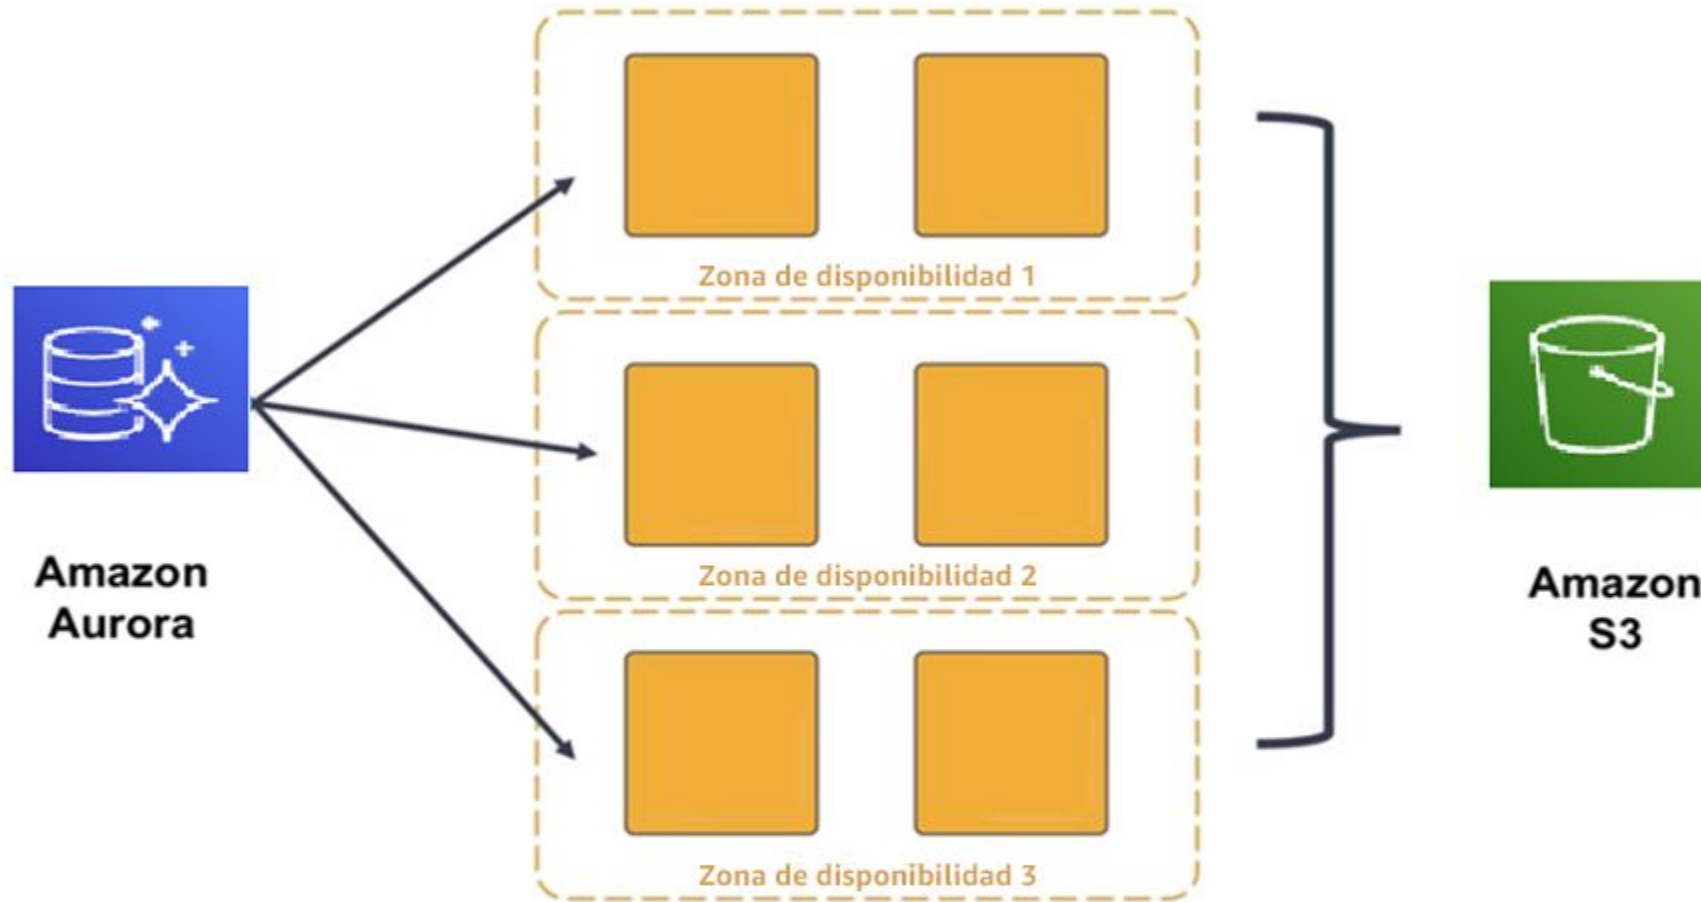 Zona de disponibilidad 1
Amazon
Aurora
Zona de disponibilidad 2
Amazon
S3
Zona de disponibilidad 3